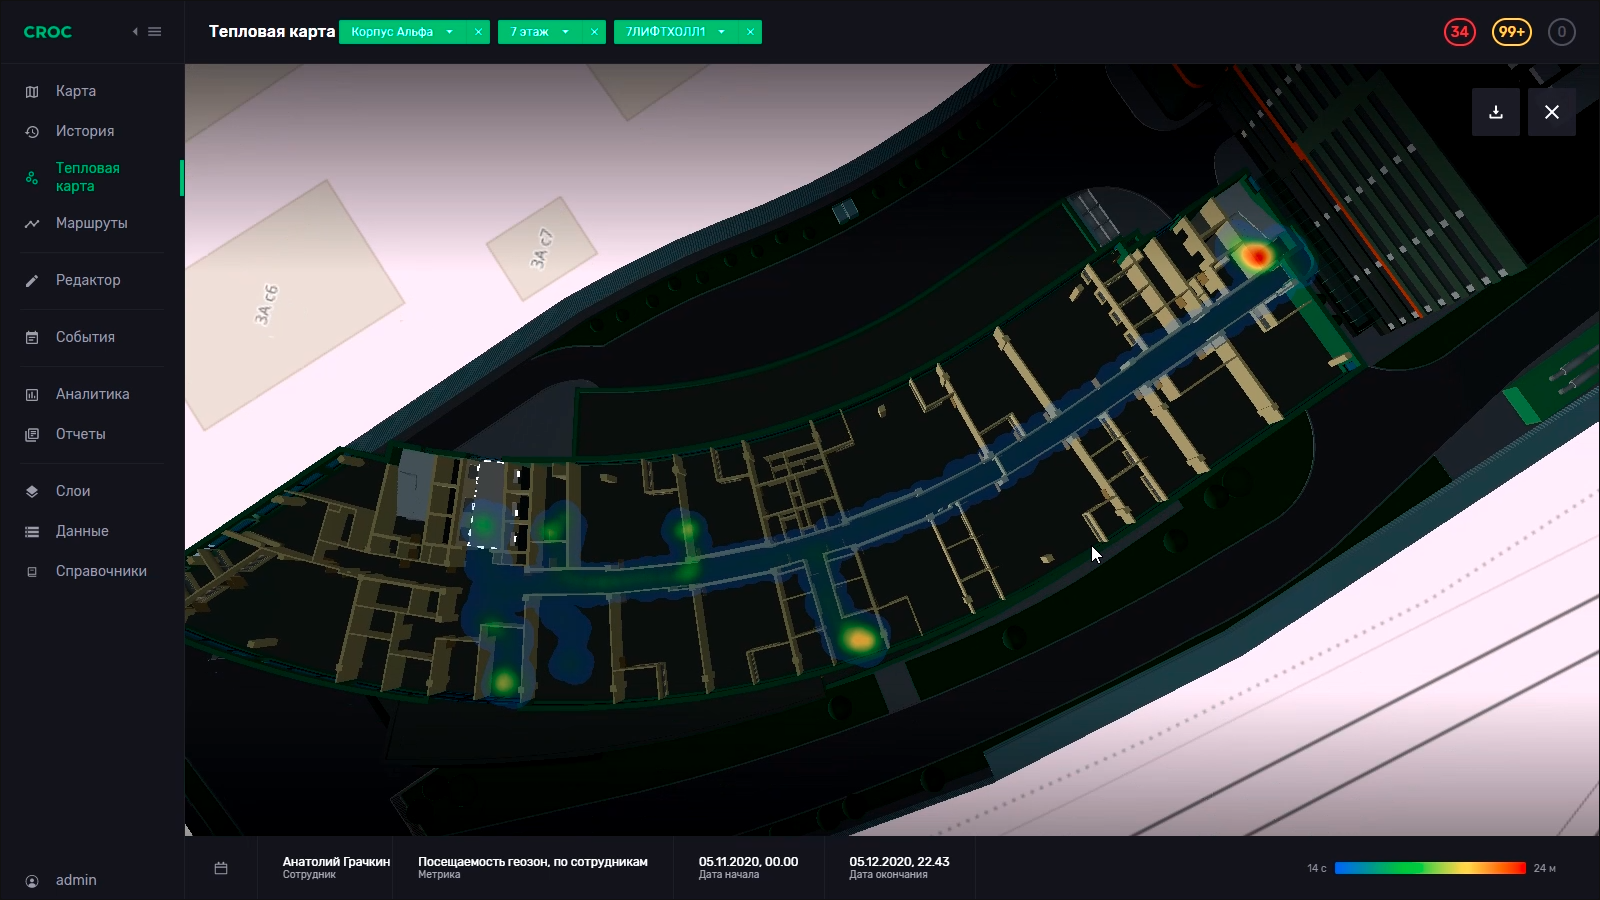 CROC
Тепловая карта
Корпус Альфа
7 этаж
7ЛИФТХОЛЛ1
34
99+
0
Карта
История
Тепловая
карта
Маршруты
Редактор
События
Аналитика
Отчеты
Слои
Данные
Справочники
admin
3А с6
3А с7
Анатолий Грачкин
Сотрудник
Посещаемость геозон, по сотрудникам
Метрика
05.11.2020, 00.00
Дата начала
05.12.2020, 22.43
Дата окончания
14 с
24 м